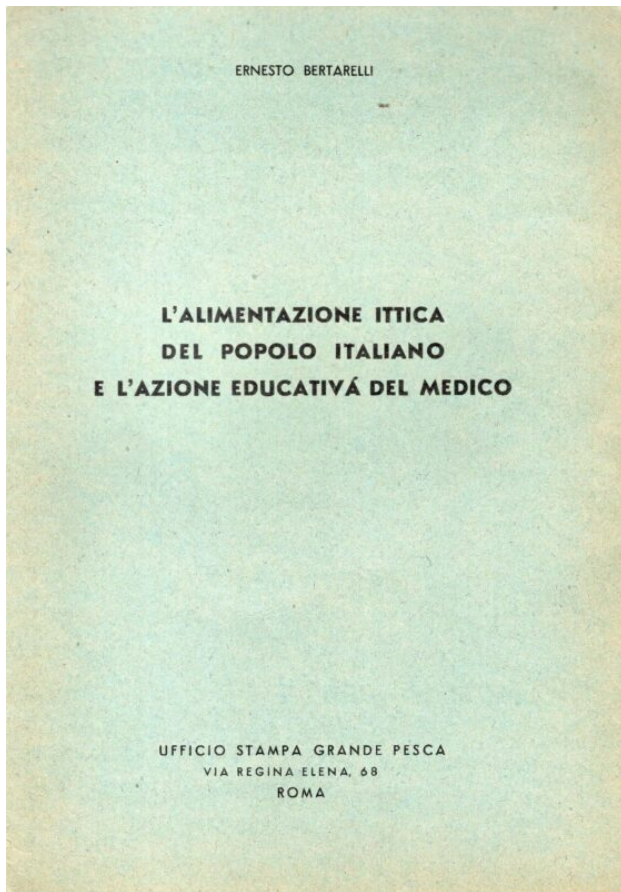 ERNESTO BERTARELLI
L'ALIMENTAZIONE ITTICA
DEL POPOLO ITALIANO
E L'AZIONE EDUCATIVÁ DEL MEDICO
UFFICIO STAMPA GRANDE PESCA
VIA REGINA ELENA, 68
ROMA